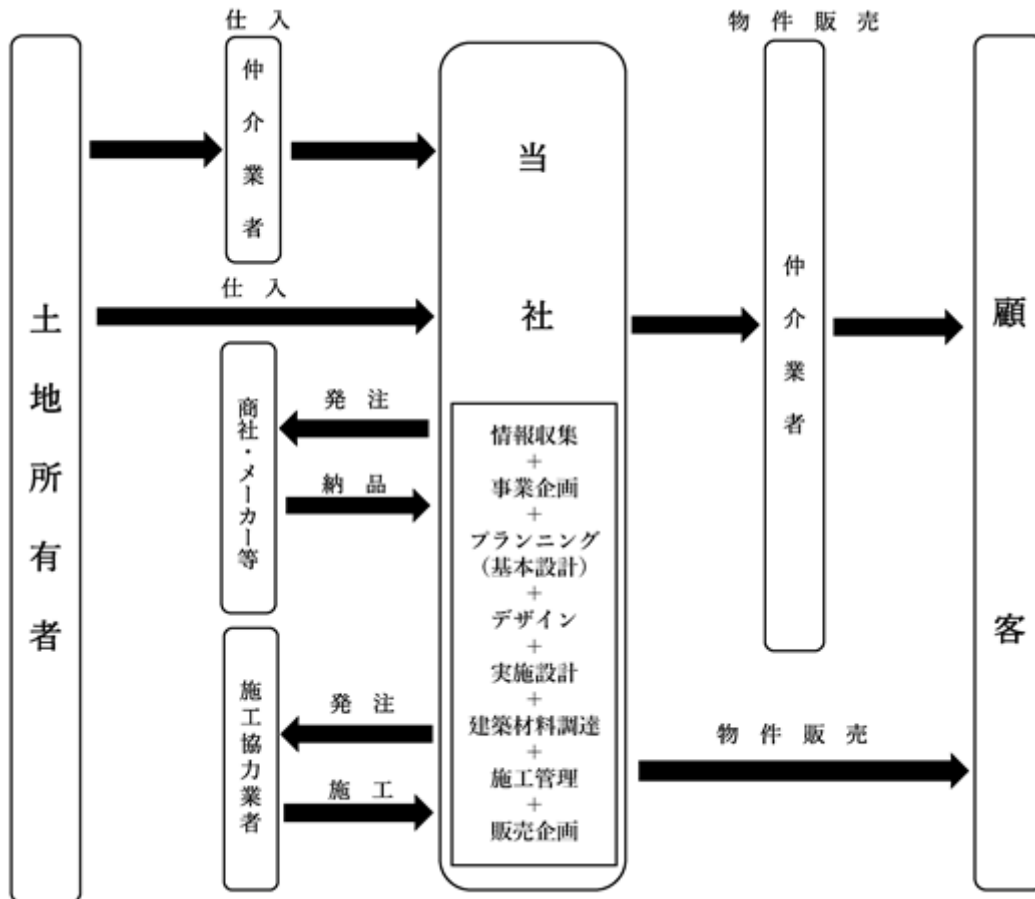 仕 入
物 件 販 売
土地所有者
仲介業者
当社
仲介業者
顧客
仕 入
商社・メーカー等
発 注
納 品
施工協力業者
発 注
施 工
情報収集
+
事業企画
+
プランニング
(基本設計)
+
デザイン
+
実施設計
+
建築材料調達
+
施工管理
+
販売企画
物 件 販 売